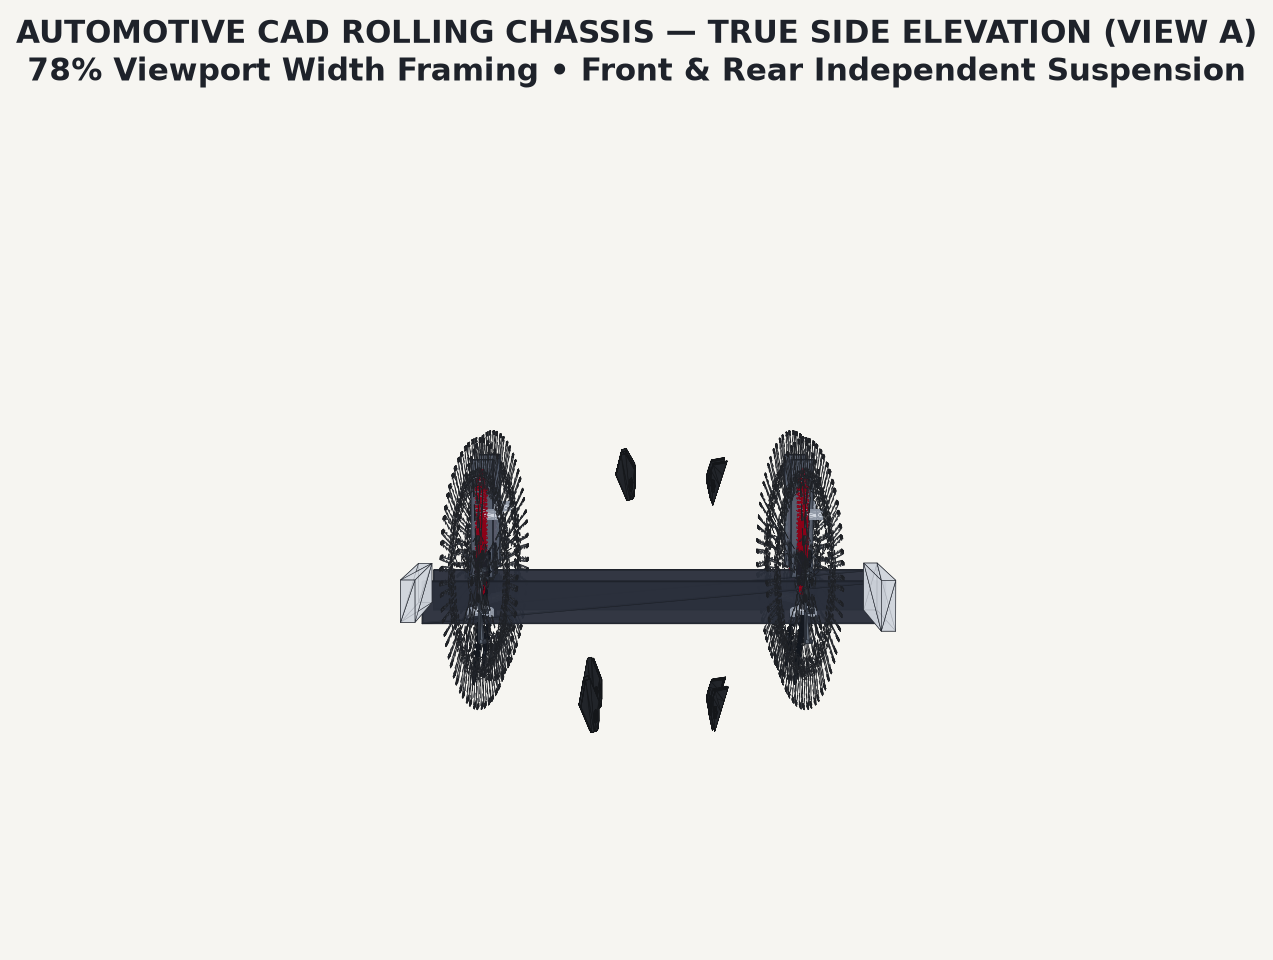 AUTOMOTIVE CAD ROLLING CHASSIS — TRUE SIDE ELEVATION (VIEW A)
78% Viewport Width Framing • Front & Rear Independent Suspension